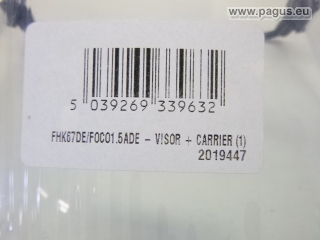 www.pagus.eu
5 039269 339632
FHK67DE/FOCO1.5ADE - VISOR + CARRIER (1)
2019447